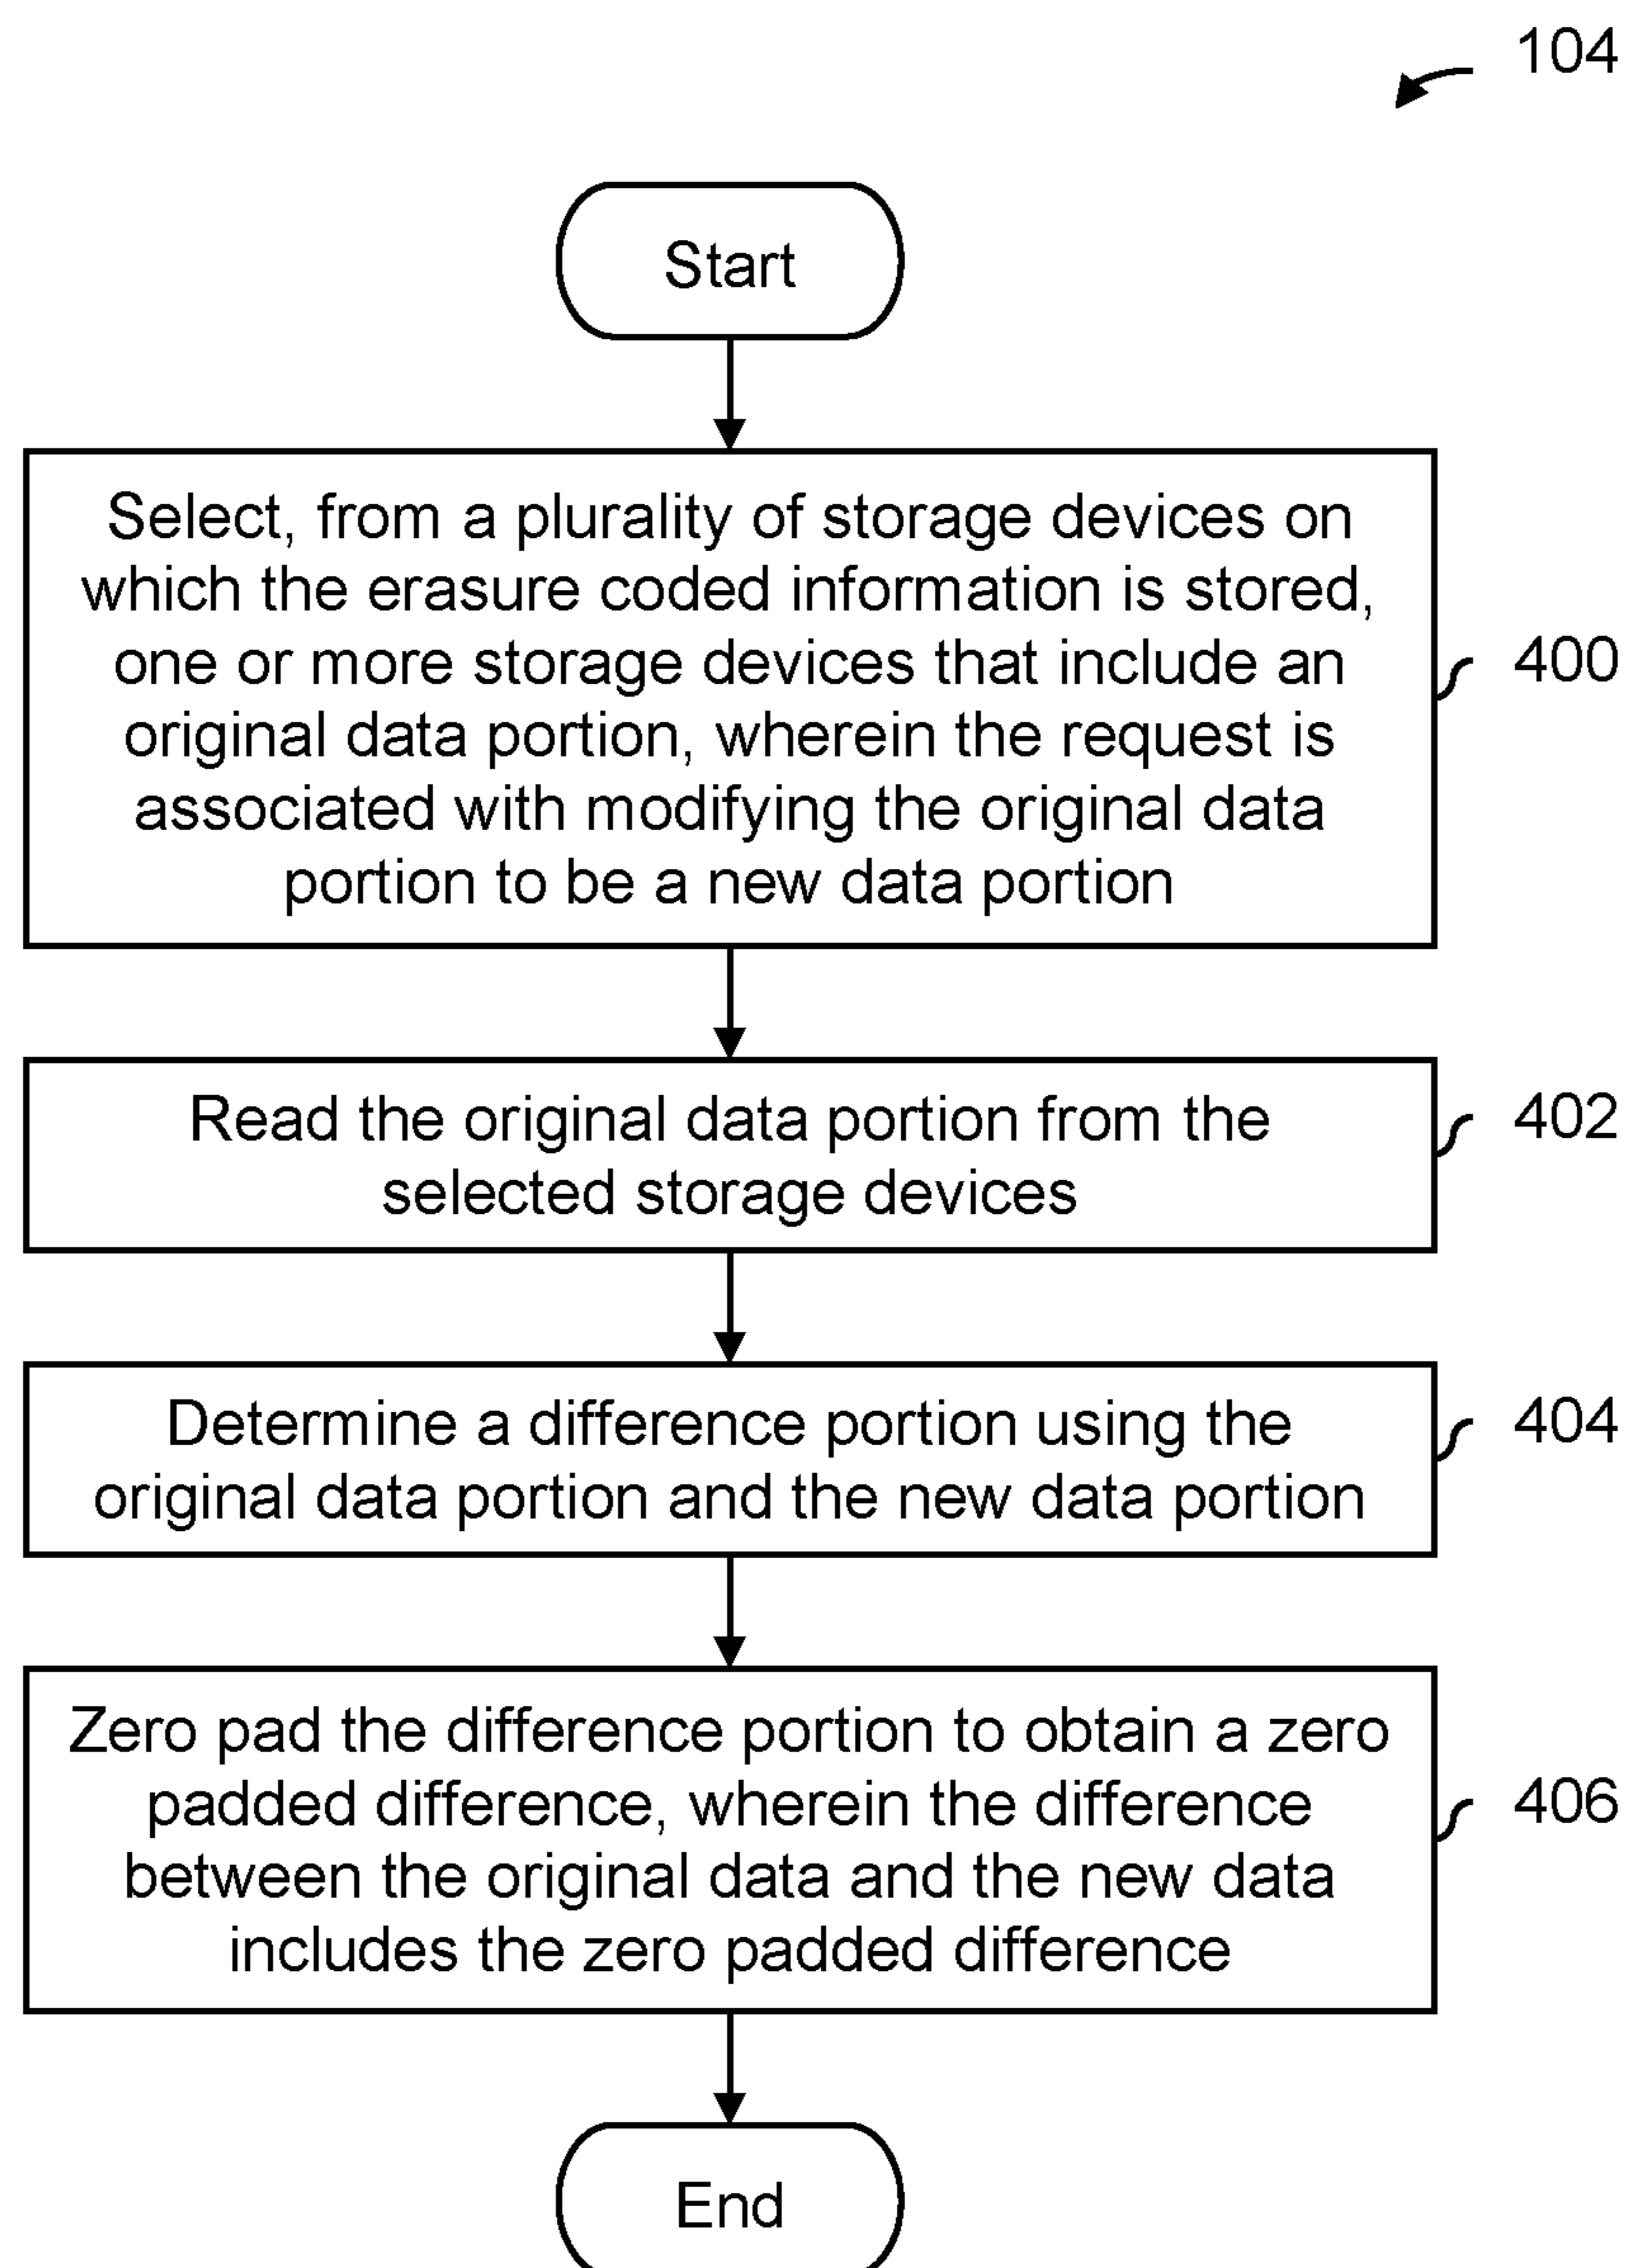 104
Start
Select, from a plurality of storage devices on
which the erasure coded information is stored,
one or more storage devices that include an
original data portion, wherein the request is
associated with modifying the original data
portion to be a new data portion
400
Read the original data portion from the
selected storage devices
402
Determine a difference portion using the
original data portion and the new data portion
404
Zero pad the difference portion to obtain a zero
padded difference, wherein the difference
between the original data and the new data
includes the zero padded difference
406
End